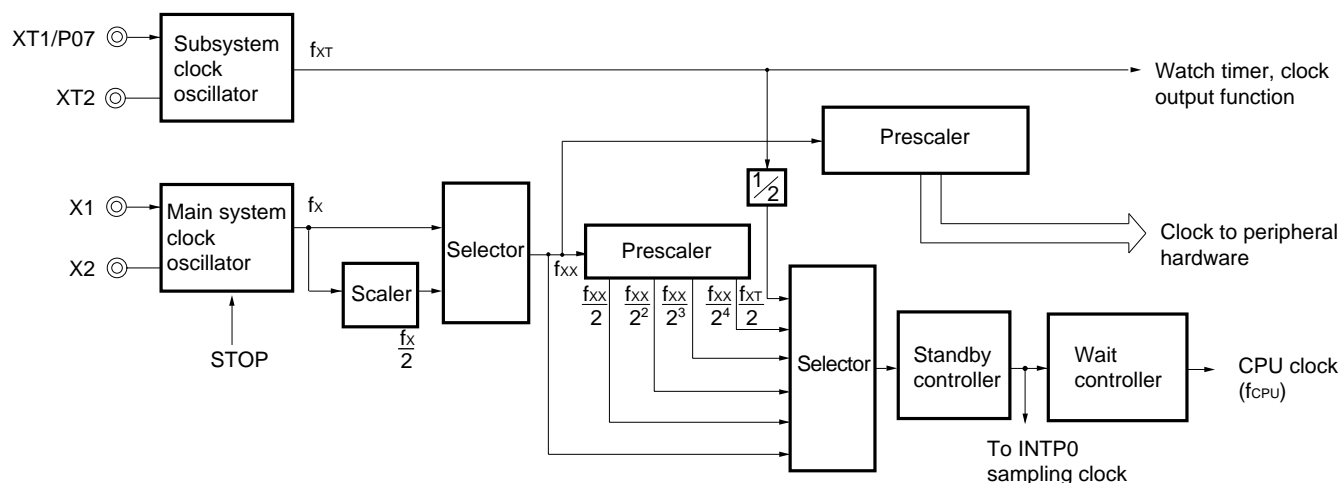 XT1/P07
XT2
Subsystem
clock
oscillator
fXT
Watch timer, clock
output function
Prescaler
1/2
X1
X2
Main system
clock
oscillator
fX
Scaler
fX/2
STOP
Selector
fXX
Prescaler
fXX/2 fXX/2² fXX/2³ fXX/2⁴ fXT/2
Clock to peripheral
hardware
Selector
Standby
controller
Wait
controller
CPU clock
(fCPU)
To INTP0
sampling clock